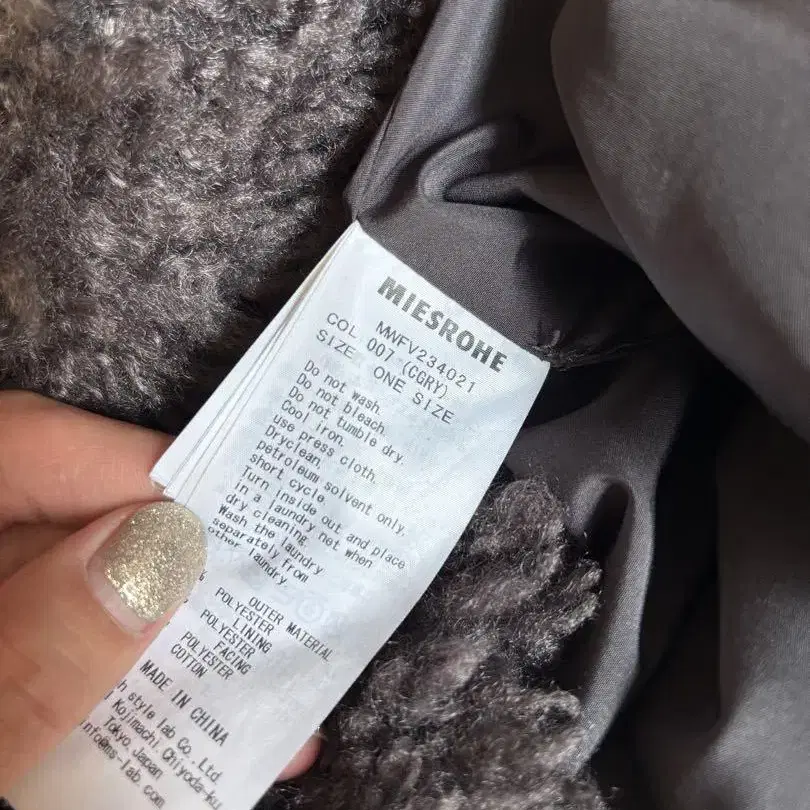 MIESROHE
MWFV234021
COL 007 (CGRY)
SIZE ONE SIZE
Do not wash.
Do not bleach.
Do not tumble dry.
Cool iron.
use press cloth.
Dryclean.
petroleum solvent only,
short cycle.
Turn inside out and place
in a laundry net when
dry cleaning.
Wash the laundry
separately from
other laundry.
%
OUTER MATERIAL
POLYESTER
LINING
POLYESTER
FACING
POLYESTER
COTTON
MADE IN CHINA
style lab Co., Ltd.
Kojimachi, Chiyoda-ku
Tokyo, Japan
info@ms-lab.com